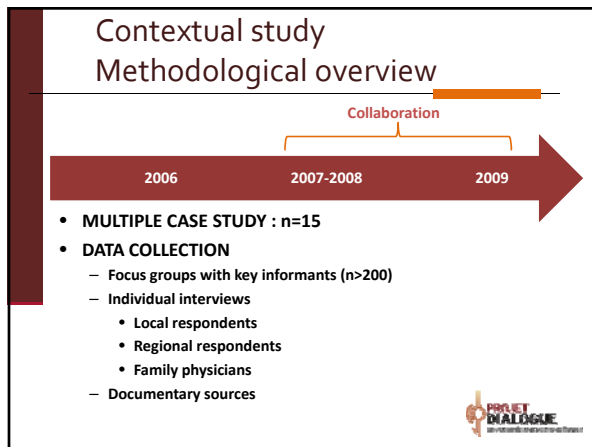 Contextual study
Methodological overview
Collaboration
2006 2007-2008 2009
• MULTIPLE CASE STUDY : n=15
• DATA COLLECTION
– Focus groups with key informants (n>200)
– Individual interviews
• Local respondents
• Regional respondents
• Family physicians
– Documentary sources
PROJET
DIALOGUE